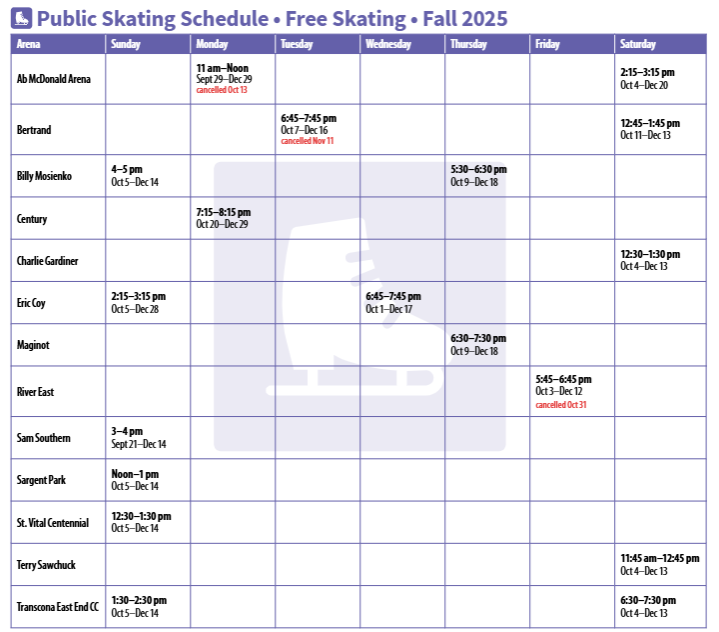 Public Skating Schedule • Free Skating • Fall 2025
Arena Sunday Monday Tuesday Wednesday Thursday Friday Saturday
Ab McDonald Arena
11 am–Noon
Sept 29–Dec 29
cancelled Oct 13
2:15–3:15 pm
Oct 4–Dec 20
Bertrand
6:45–7:45 pm
Oct 7–Dec 16
cancelled Nov 11
12:45–1:45 pm
Oct 11–Dec 13
Billy Mosienko
4–5 pm
Oct 5–Dec 14
5:30–6:30 pm
Oct 9–Dec 18
Century
7:15–8:15 pm
Oct 20–Dec 29
Charlie Gardiner
12:30–1:30 pm
Oct 4–Dec 13
Eric Coy
2:15–3:15 pm
Oct 5–Dec 28
6:45–7:45 pm
Oct 1–Dec 17
Maginot
6:30–7:30 pm
Oct 9–Dec 18
River East
5:45–6:45 pm
Oct 3–Dec 12
cancelled Oct 31
Sam Southern
3–4 pm
Sept 21–Dec 14
Sargent Park
Noon–1 pm
Oct 5–Dec 14
St. Vital Centennial
12:30–1:30 pm
Oct 5–Dec 14
Terry Sawchuck
11:45 am–12:45 pm
Oct 4–Dec 13
Transcona East End CC
1:30–2:30 pm
Oct 5–Dec 14
6:30–7:30 pm
Oct 4–Dec 13